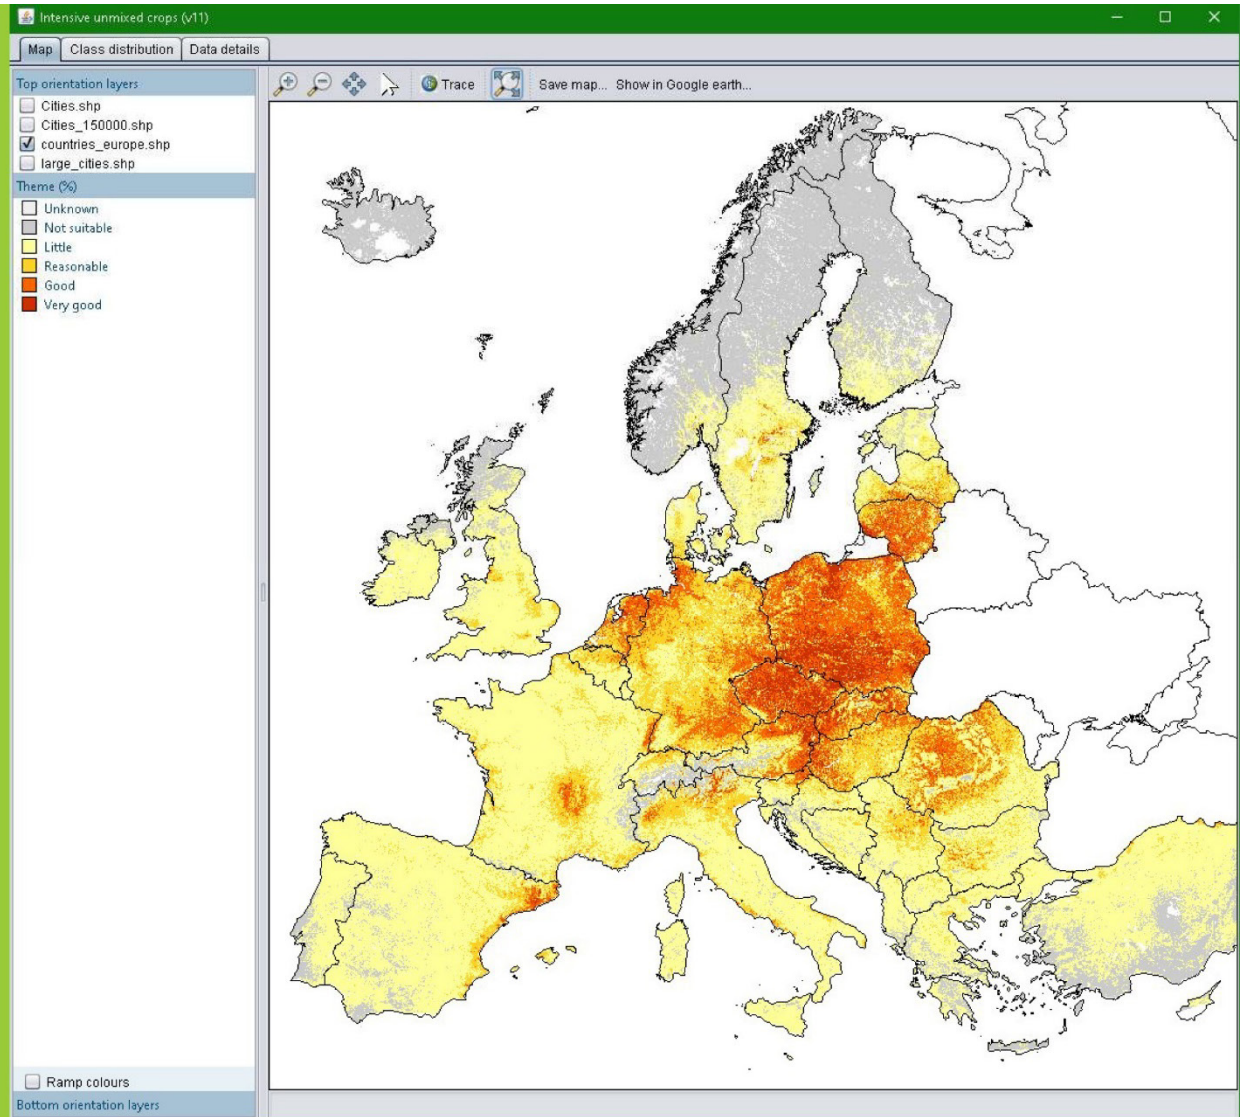 Intensive unmixed crops (v11)
Map Class distribution Data details
Top orientation layers
Trace Save map... Show in Google earth...
Cities.shp
Cities_150000.shp
countries_europe.shp
large_cities.shp
Theme (%)
Unknown
Not suitable
Little
Reasonable
Good
Very good
Ramp colours
Bottom orientation layers